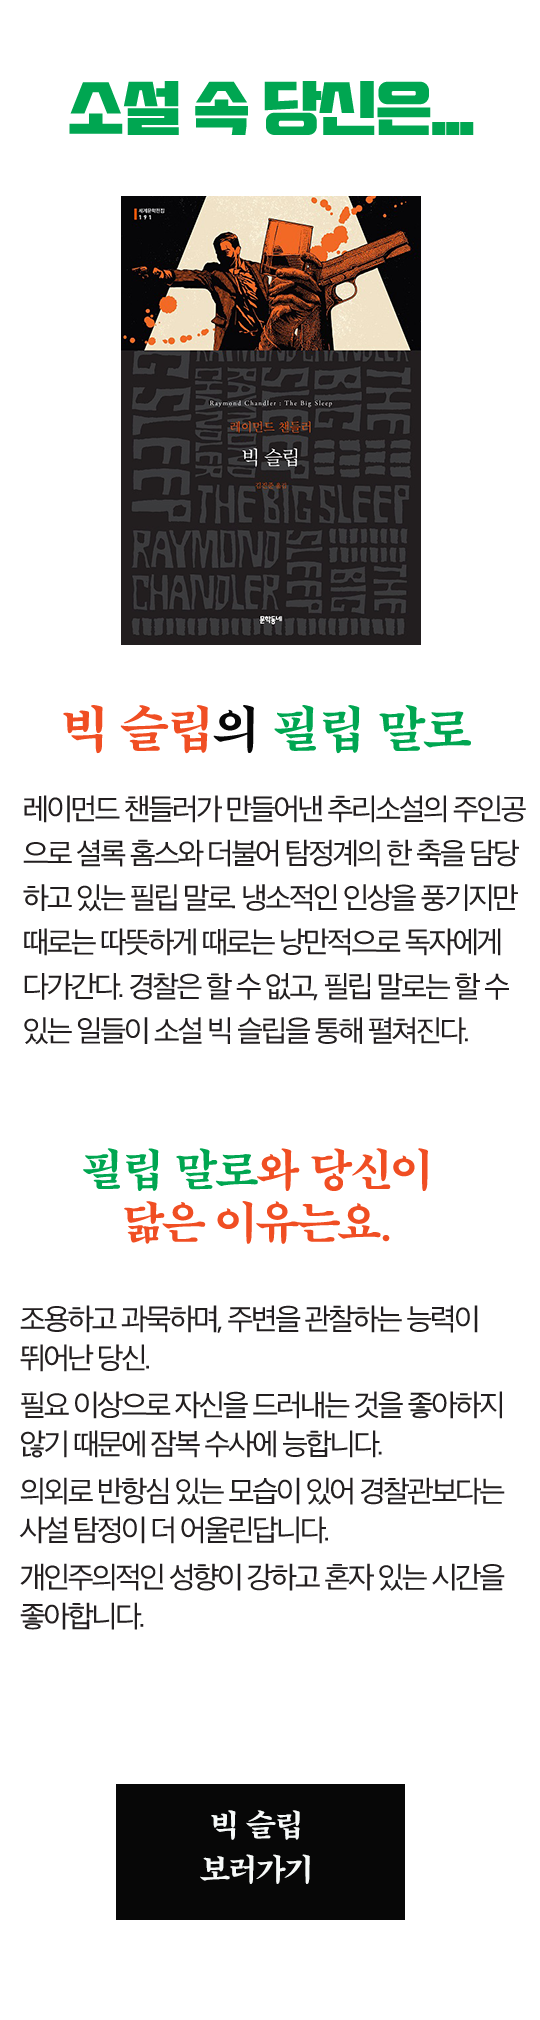 소설 속 당신은...
세계문학전집
191
RAYMOND CHANDLER
THE BIG SLEEP
Raymond Chandler : The Big Sleep
레이먼드 챈들러
빅 슬립
THE BIG SLEEP
RAYMOND
CHANDLER
SLEEP
BIG
THE
문학동네
빅 슬립의 필립 말로
레이먼드 챈들러가 만들어낸 추리소설의 주인공
으로 셜록 홈스와 더불어 탐정계의 한 축을 담당
하고 있는 필립 말로. 냉소적인 인상을 풍기지만
때로는 따뜻하게 때로는 낭만적으로 독자에게
다가간다. 경찰은 할 수 없고, 필립 말로는 할 수
있는 일들이 소설 빅 슬립을 통해 펼쳐진다.
필립 말로와 당신이
닮은 이유는요.
조용하고 과묵하며, 주변을 관찰하는 능력이
뛰어난 당신.
필요 이상으로 자신을 드러내는 것을 좋아하지
않기 때문에 잠복 수사에 능합니다.
의외로 반항심 있는 모습이 있어 경찰관보다는
사설 탐정이 더 어울린답니다.
개인주의적인 성향이 강하고 혼자 있는 시간을
좋아합니다.
빅 슬립
보러가기